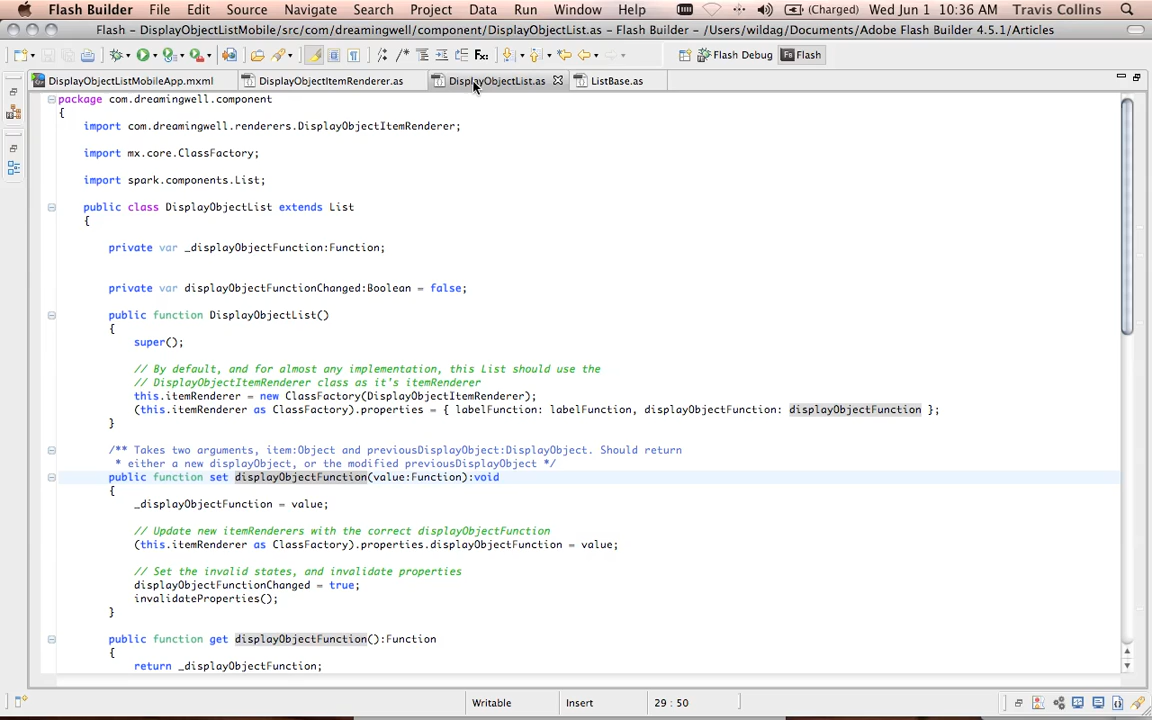 Flash Builder File Edit Source Navigate Search Project Data Run Window Help (Charged) Wed Jun 1 10:36 AM Travis Collins
Flash – DisplayObjectListMobile/src/com/dreamingwell/component/DisplayObjectList.as – Flash Builder – /Users/wildag/Documents/Adobe Flash Builder 4.5.1/Articles
Flash Debug Flash
DisplayObjectListMobileApp.mxml DisplayObjectItemRenderer.as DisplayObjectList.as ListBase.as
package com.dreamingwell.component
{
import com.dreamingwell.renderers.DisplayObjectItemRenderer;
import mx.core.ClassFactory;
import spark.components.List;
public class DisplayObjectList extends List
{
private var _displayObjectFunction:Function;
private var displayObjectFunctionChanged:Boolean = false;
public function DisplayObjectList()
{
super();
// By default, and for almost any implementation, this List should use the
// DisplayObjectItemRenderer class as it's itemRenderer
this.itemRenderer = new ClassFactory(DisplayObjectItemRenderer);
(this.itemRenderer as ClassFactory).properties = { labelFunction: labelFunction, displayObjectFunction: displayObjectFunction };
}
/** Takes two arguments, item:Object and previousDisplayObject:DisplayObject. Should return
* either a new displayObject, or the modified previousDisplayObject */
public function set displayObjectFunction(value:Function):void
{
_displayObjectFunction = value;
// Update new itemRenderers with the correct displayObjectFunction
(this.itemRenderer as ClassFactory).properties.displayObjectFunction = value;
// Set the invalid states, and invalidate properties
displayObjectFunctionChanged = true;
invalidateProperties();
}
public function get displayObjectFunction():Function
{
return _displayObjectFunction;
Writable Insert 29 : 50